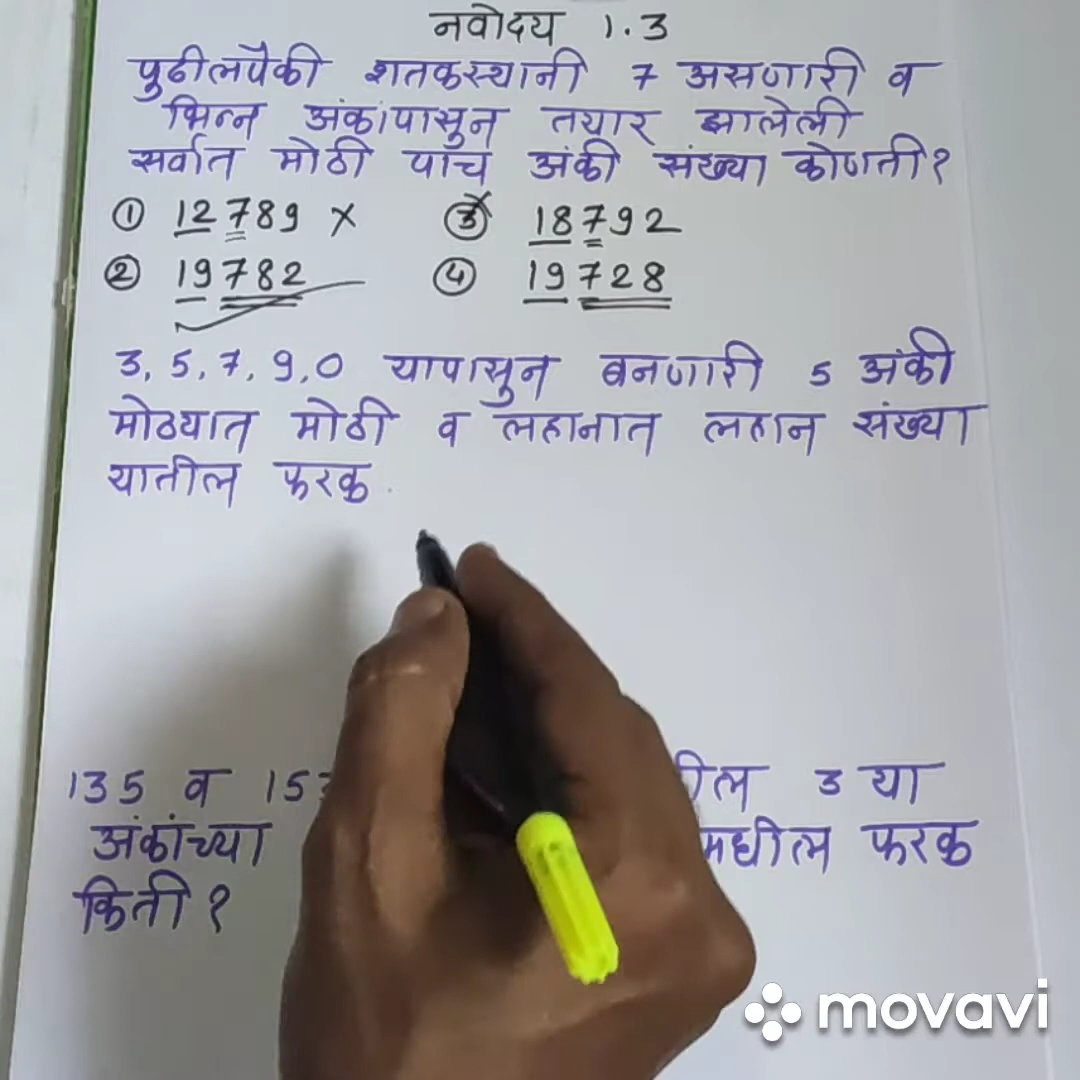 नवोदय 1.3
पुढीलपैकी शतकस्थानी 7 असणारी व
भिन्न अंकांपासुन तयार झालेली
सर्वात मोठी पाच अंकी संख्या कोणती?
① 12789 × ③ 18792
② 19782 ④ 19728
3, 5, 7, 9, 0 यापासुन बनणारी 5 अंकी
मोठ्यात मोठी व लहानात लहान संख्या
यातील फरक
135 व 3 या
अंकांच्या मधील फरक
किती?
movavi